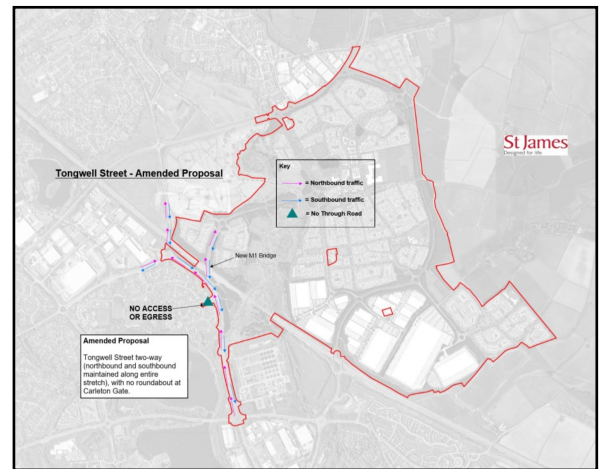 St James
Designed for life
Tongwell Street - Amended Proposal
Key
= Northbound traffic
= Southbound traffic
= No Through Road
New M1 Bridge
NO ACCESS
OR EGRESS
Amended Proposal
Tongwell Street two-way
(northbound and southbound
maintained along entire
stretch), with no roundabout at
Carleton Gate.